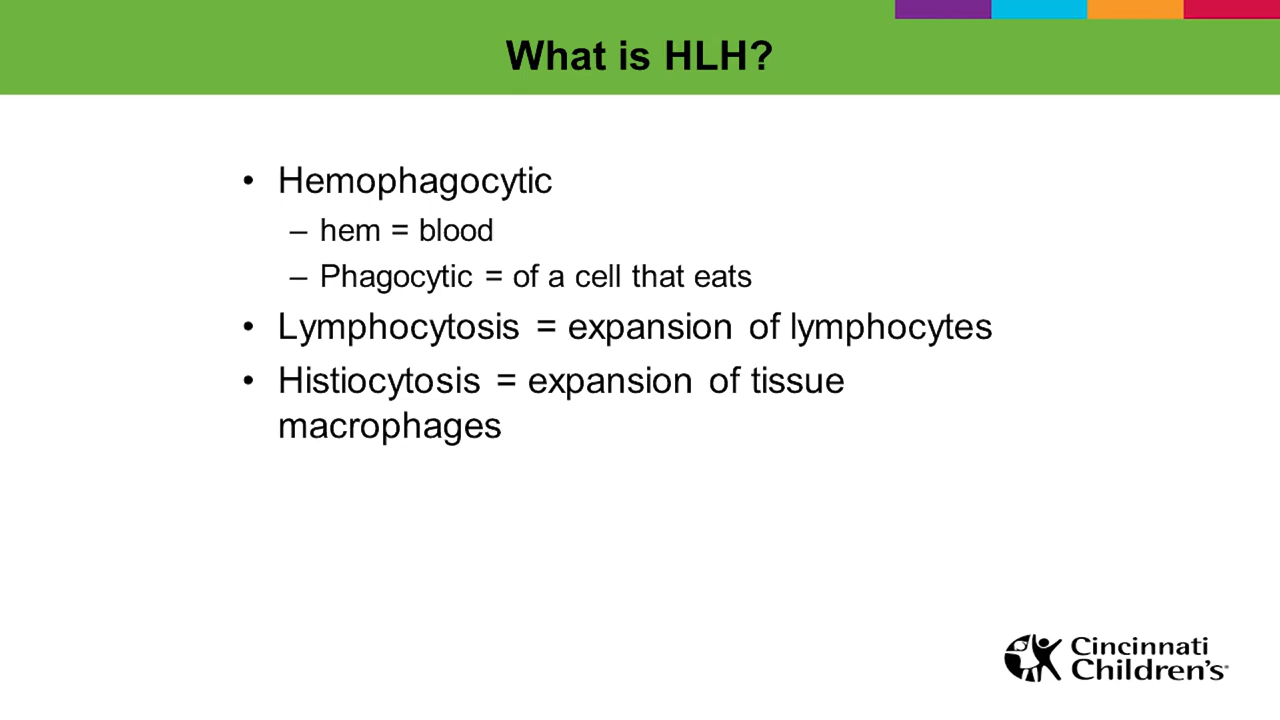 What is HLH?
• Hemophagocytic
– hem = blood
– Phagocytic = of a cell that eats
• Lymphocytosis = expansion of lymphocytes
• Histiocytosis = expansion of tissue
macrophages
Cincinnati
Children's